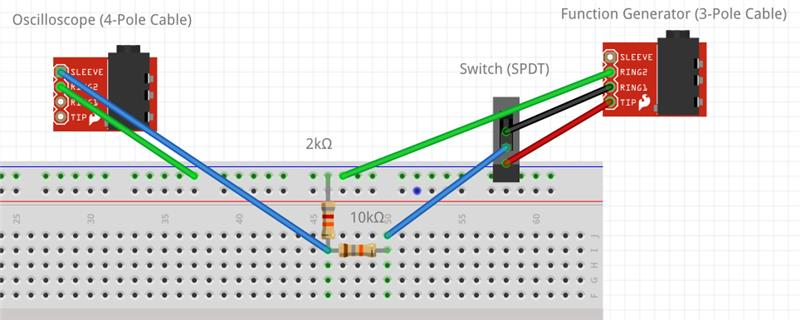 Oscilloscope (4-Pole Cable)
Function Generator (3-Pole Cable)
Switch (SPDT)
SLEEVE
RING2
RING1
TIP
SLEEVE
RING2
RING1
TIP
2kΩ
10kΩ
25
30
35
40
45
50
55
60
J
I
H
G
F